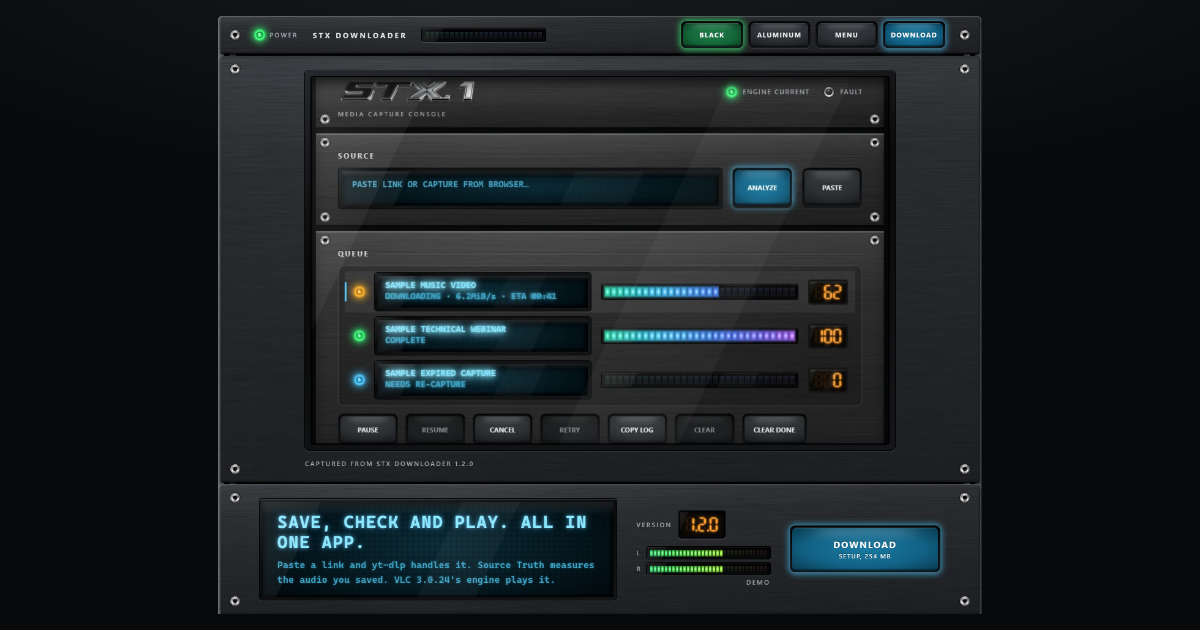 POWER
STX DOWNLOADER
BLACK
ALUMINUM
MENU
DOWNLOAD
STX.1
MEDIA CAPTURE CONSOLE
ENGINE CURRENT
FAULT
SOURCE
PASTE LINK OR CAPTURE FROM BROWSER…
ANALYZE
PASTE
QUEUE
SAMPLE MUSIC VIDEO
DOWNLOADING · 6.2MiB/s · ETA 00:41
62
SAMPLE TECHNICAL WEBINAR
COMPLETE
100
SAMPLE EXPIRED CAPTURE
NEEDS RE-CAPTURE
0
PAUSE
RESUME
CANCEL
RETRY
COPY LOG
CLEAR
CLEAR DONE
CAPTURED FROM STX DOWNLOADER 1.2.0
SAVE, CHECK AND PLAY. ALL IN
ONE APP.
Paste a link and yt-dlp handles it. Source Truth measures
the audio you saved. VLC 3.0.24's engine plays it.
VERSION
1.2.0
L
R
DEMO
DOWNLOAD
SETUP, 254 MB